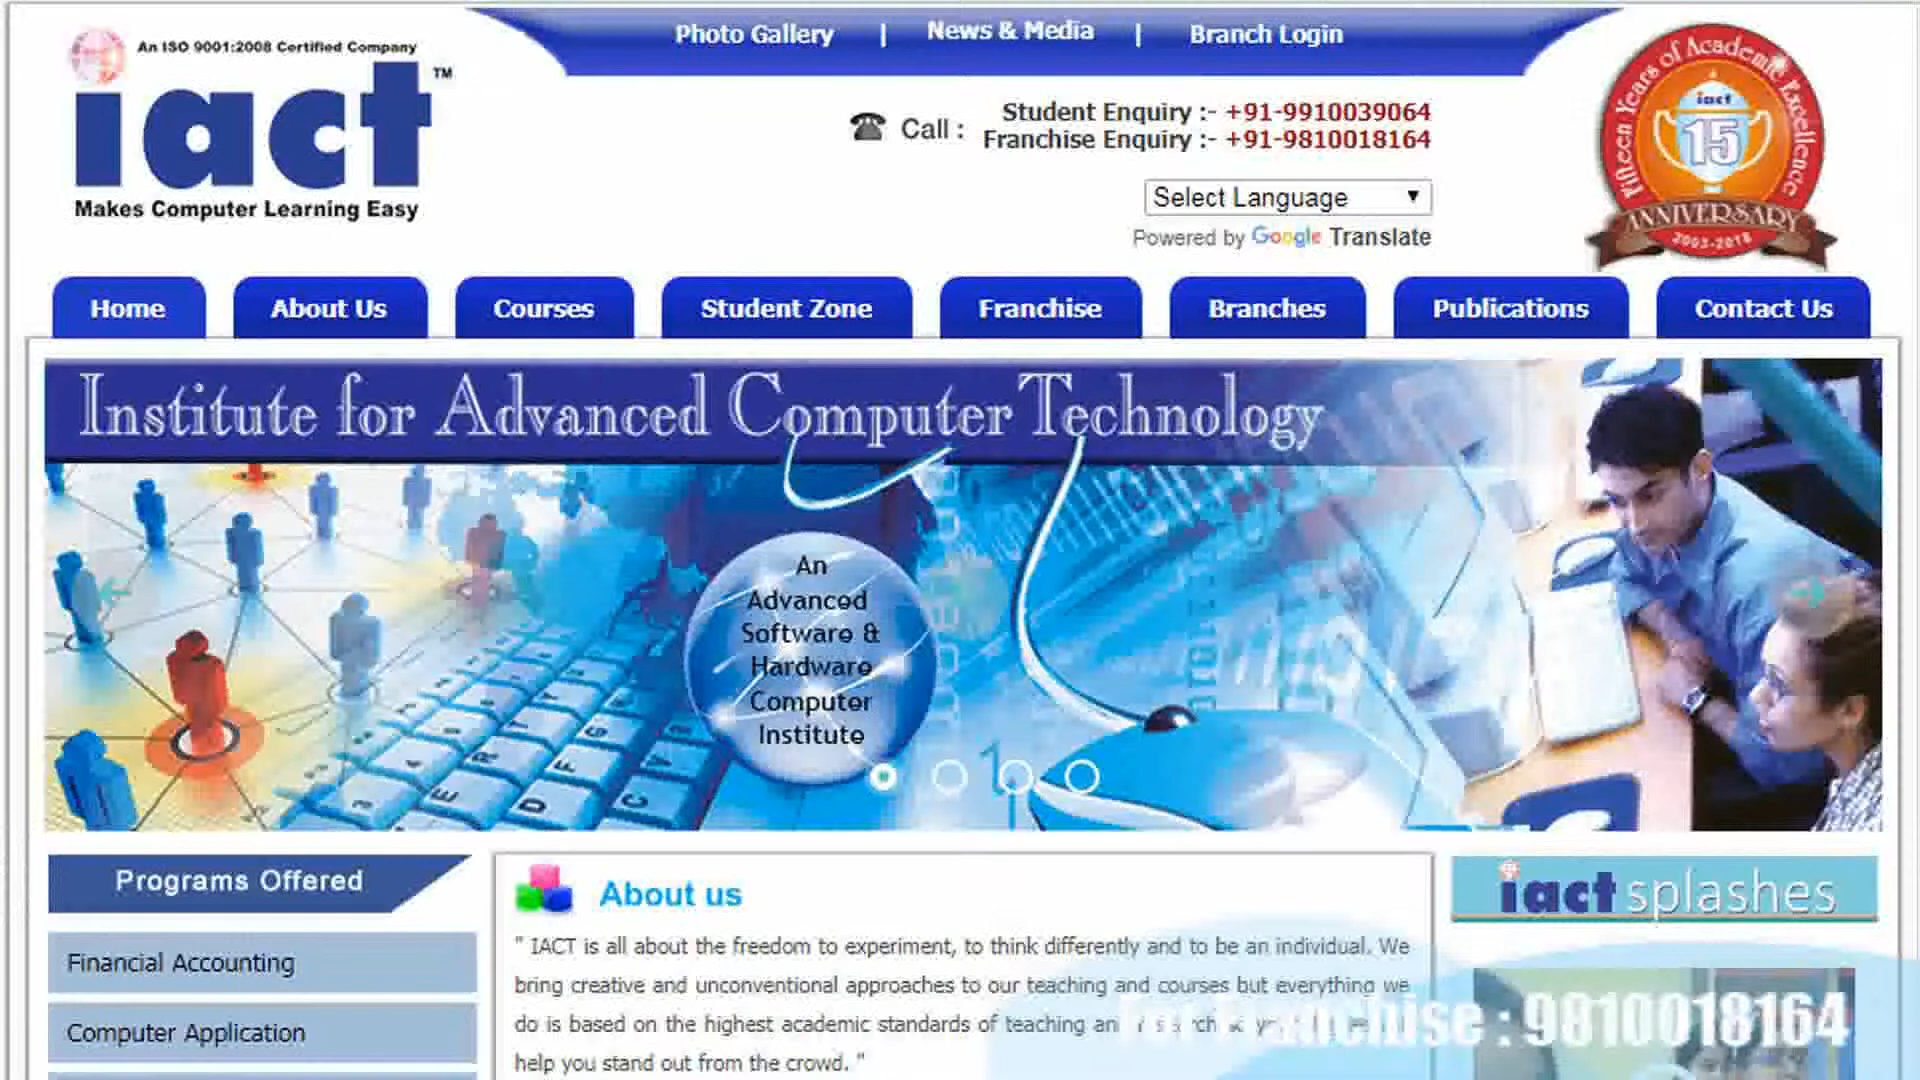 Photo Gallery | News & Media | Branch Login
An ISO 9001:2008 Certified Company
iact™
Makes Computer Learning Easy
Call :
Student Enquiry :- +91-9910039064
Franchise Enquiry :- +91-9810018164
Select Language
Powered by Google Translate
Fifteen Years of Academic Excellence
iact
15
ANNIVERSARY
2003-2018
Home
About Us
Courses
Student Zone
Franchise
Branches
Publications
Contact Us
Institute for Advanced Computer Technology
An
Advanced
Software &
Hardware
Computer
Institute
Programs Offered
Financial Accounting
Computer Application
About us
" IACT is all about the freedom to experiment, to think differently and to be an individual. We
bring creative and unconventional approaches to our teaching and courses but everything we
do is based on the highest academic standards of teaching
help you stand out from the crowd. "
iact splashes
For Franchise : 9810018164